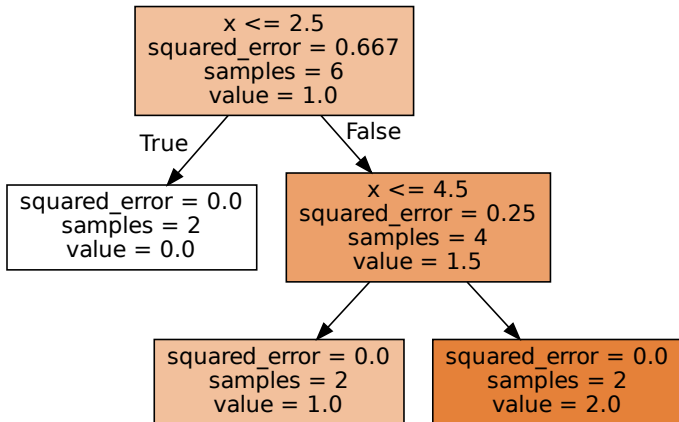 x <= 2.5
squared_error = 0.667
samples = 6
value = 1.0
True
False
squared_error = 0.0
samples = 2
value = 0.0
x <= 4.5
squared_error = 0.25
samples = 4
value = 1.5
squared_error = 0.0
samples = 2
value = 1.0
squared_error = 0.0
samples = 2
value = 2.0